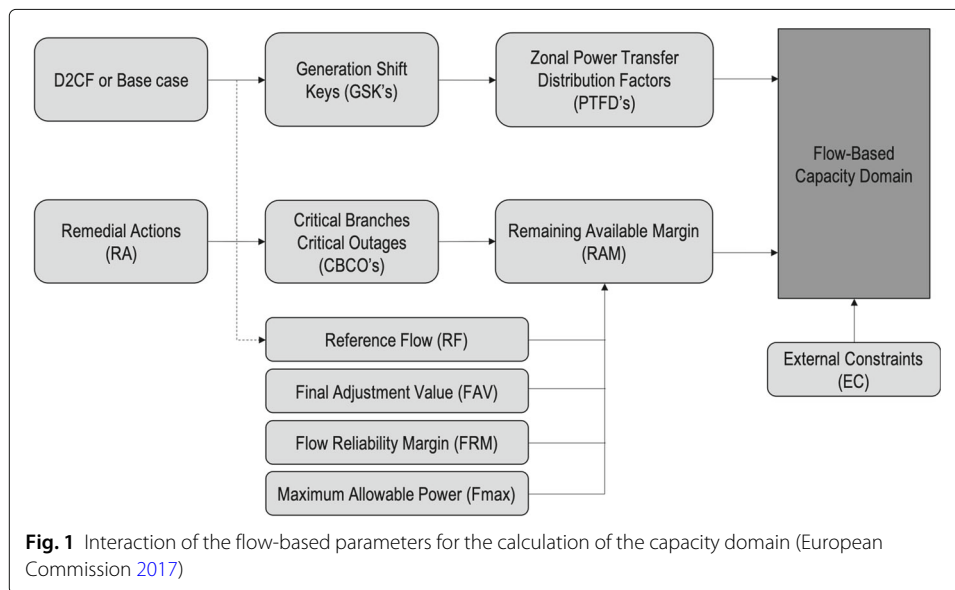 D2CF or Base case
Generation Shift
Keys (GSK's)
Zonal Power Transfer
Distribution Factors
(PTFD's)
Flow-Based
Capacity Domain
Remedial Actions
(RA)
Critical Branches
Critical Outages
(CBCO's)
Remaining Available Margin
(RAM)
Reference Flow (RF)
Final Adjustment Value (FAV)
Flow Reliability Margin (FRM)
Maximum Allowable Power (Fmax)
External Constraints
(EC)
Fig. 1 Interaction of the flow-based parameters for the calculation of the capacity domain (European
Commission 2017)